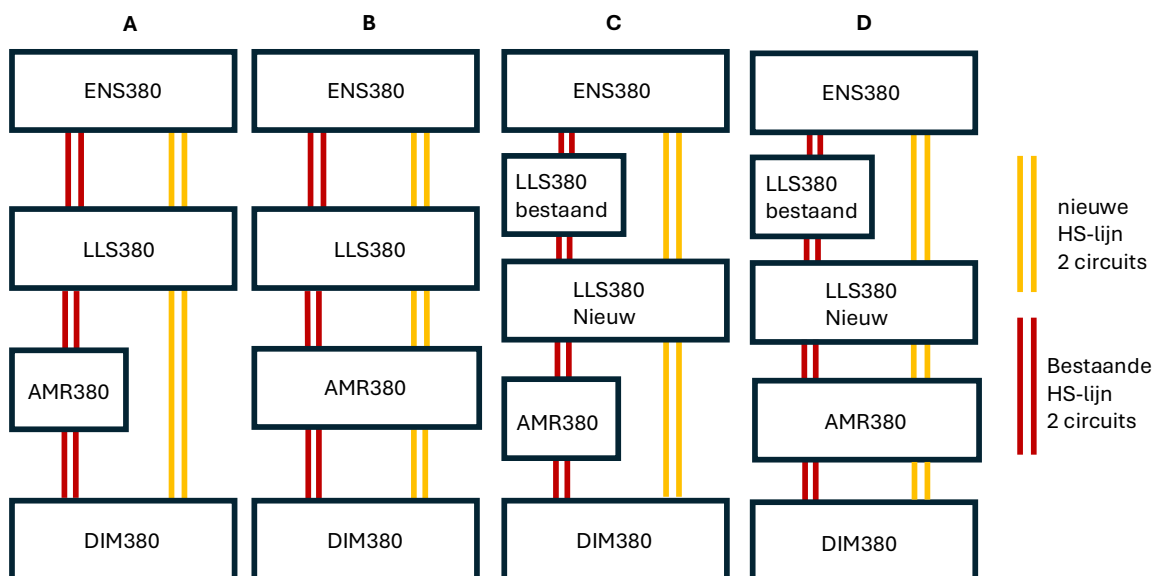 A
B
C
D
ENS380
ENS380
ENS380
ENS380
LLS380
bestaand
LLS380
bestaand
nieuwe
HS-lijn
2 circuits
LLS380
LLS380
LLS380
Nieuw
LLS380
Nieuw
Bestaande
HS-lijn
2 circuits
AMR380
AMR380
AMR380
AMR380
DIM380
DIM380
DIM380
DIM380